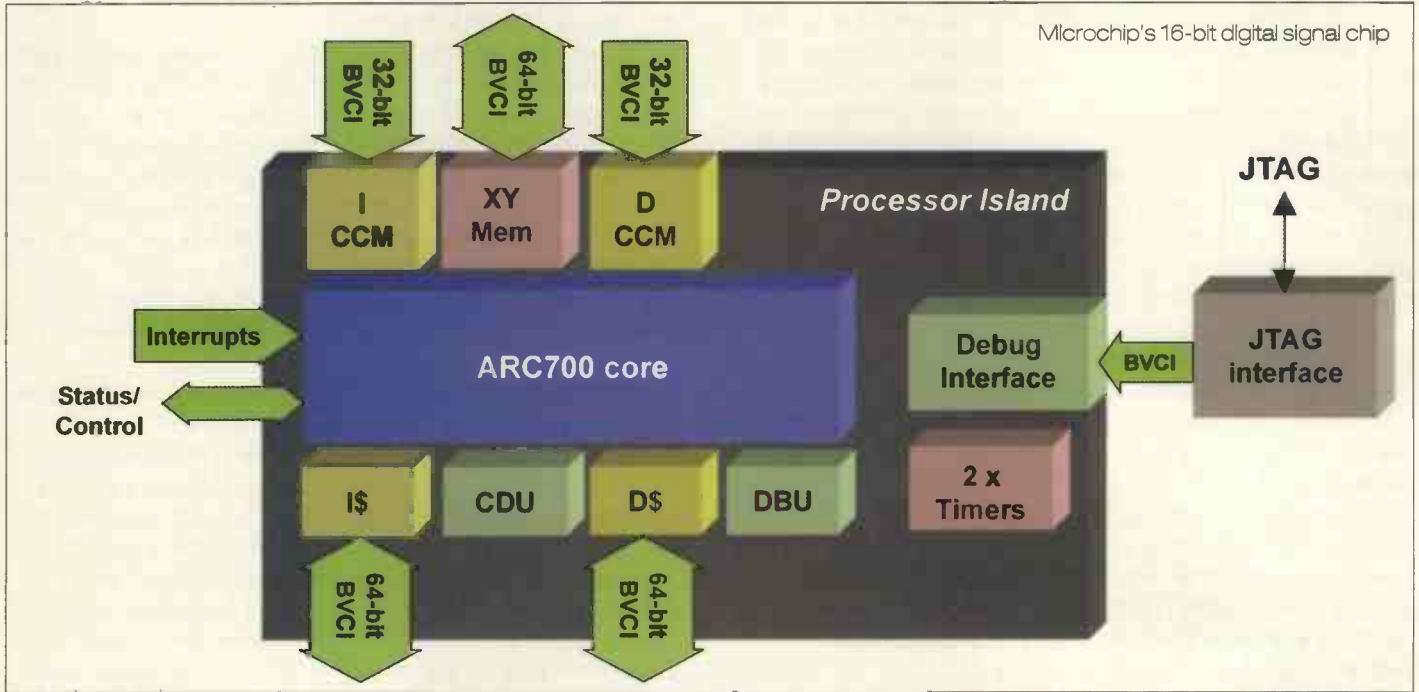 Microchip's 16-bit digital signal chip
32-bit
BVCI
64-bit
BVCI
32-bit
BVCI
I
CCM
XY
Mem
D
CCM
Processor Island
JTAG
Interrupts
ARC700 core
Debug
Interface
BVCI
JTAG
interface
Status/
Control
I$
CDU
D$
DBU
2 x
Timers
64-bit
BVCI
64-bit
BVCI